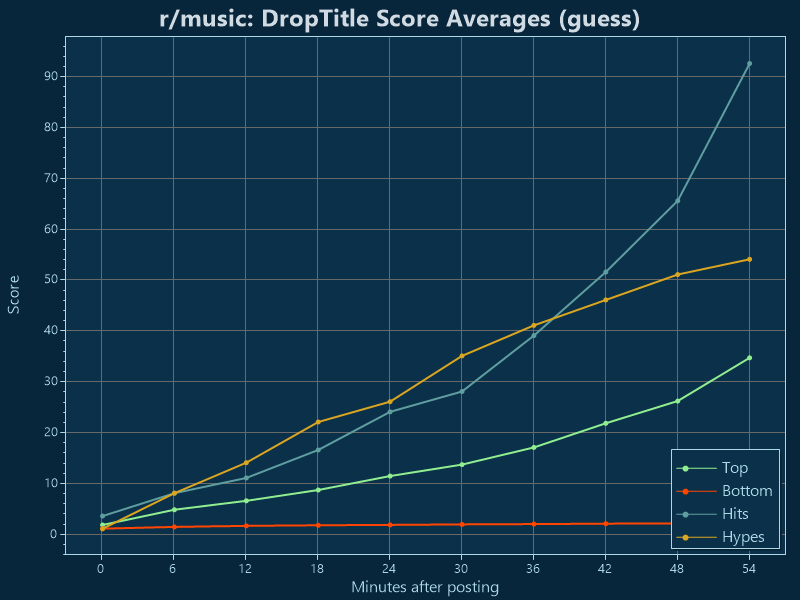 r/music: DropTitle Score Averages (guess)
90
80
70
60
50
40
30
20
10
0
Score
Top
Bottom
Hits
Hypes
0 6 12 18 24 30 36 42 48 54
Minutes after posting